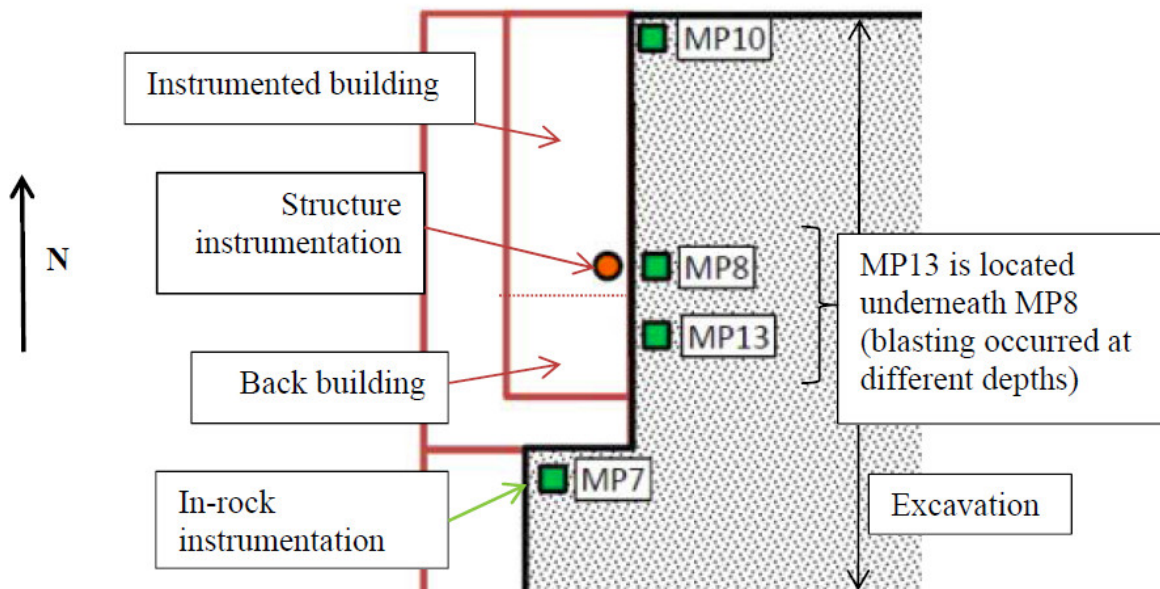 MP10
Instrumented building
Structure
instrumentation
N
MP8
MP13 is located
underneath MP8
(blasting occurred at
different depths)
MP13
Back building
MP7
In-rock
instrumentation
Excavation